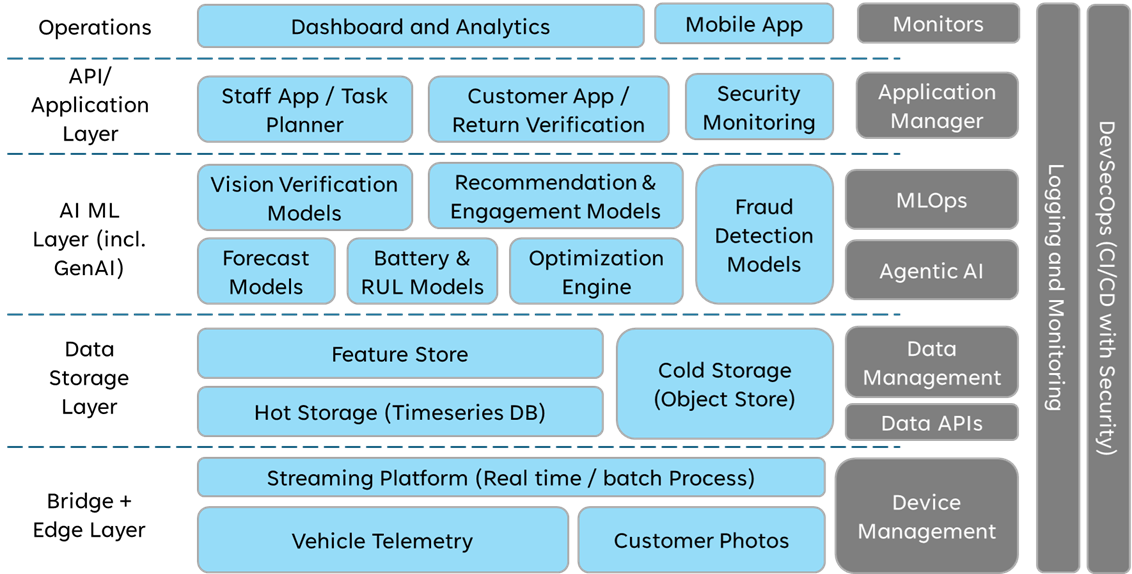 Operations
Dashboard and Analytics
Mobile App
Monitors
API/
Application
Layer
Staff App / Task
Planner
Customer App /
Return Verification
Security
Monitoring
Application
Manager
AI ML
Layer (incl.
GenAI)
Vision Verification
Models
Recommendation &
Engagement Models
Fraud
Detection
Models
MLOps
Forecast
Models
Battery &
RUL Models
Optimization
Engine
Agentic AI
Data
Storage
Layer
Feature Store
Hot Storage (Timeseries DB)
Cold Storage
(Object Store)
Data
Management
Data APIs
Bridge +
Edge Layer
Streaming Platform (Real time / batch Process)
Vehicle Telemetry
Customer Photos
Device
Management
Logging and Monitoring
DevSecOps (CI/CD with Security)